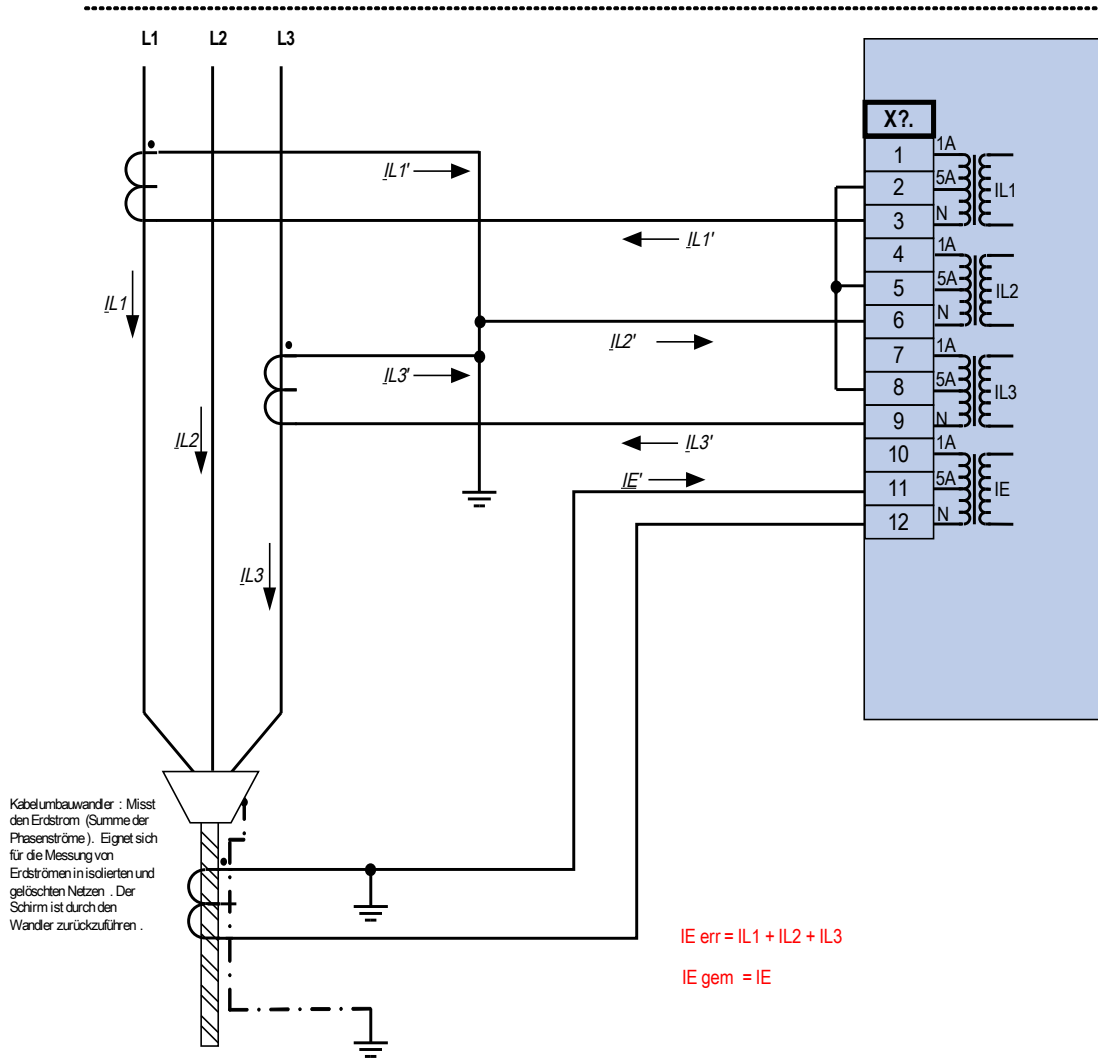 L1 L2 L3
X?.
1 1A
2 5A IL1
3 N
4 1A
5 5A IL2
6 N
7 1A
8 5A IL3
9 N
10 1A
11 5A IE
12 N
IL1'
IL1'
IL1
IL2'
IL3'
IL2
IL3'
IE'
IL3
Kabelumbauwandler : Misst
den Erdstrom (Summe der
Phasenströme ). Eignet sich
für die Messung von
Erdströmen in isolierten und
gelöschten Netzen . Der
Schirm ist durch den
Wandler zurückzuführen .
IE err = IL1 + IL2 + IL3
IE gem = IE